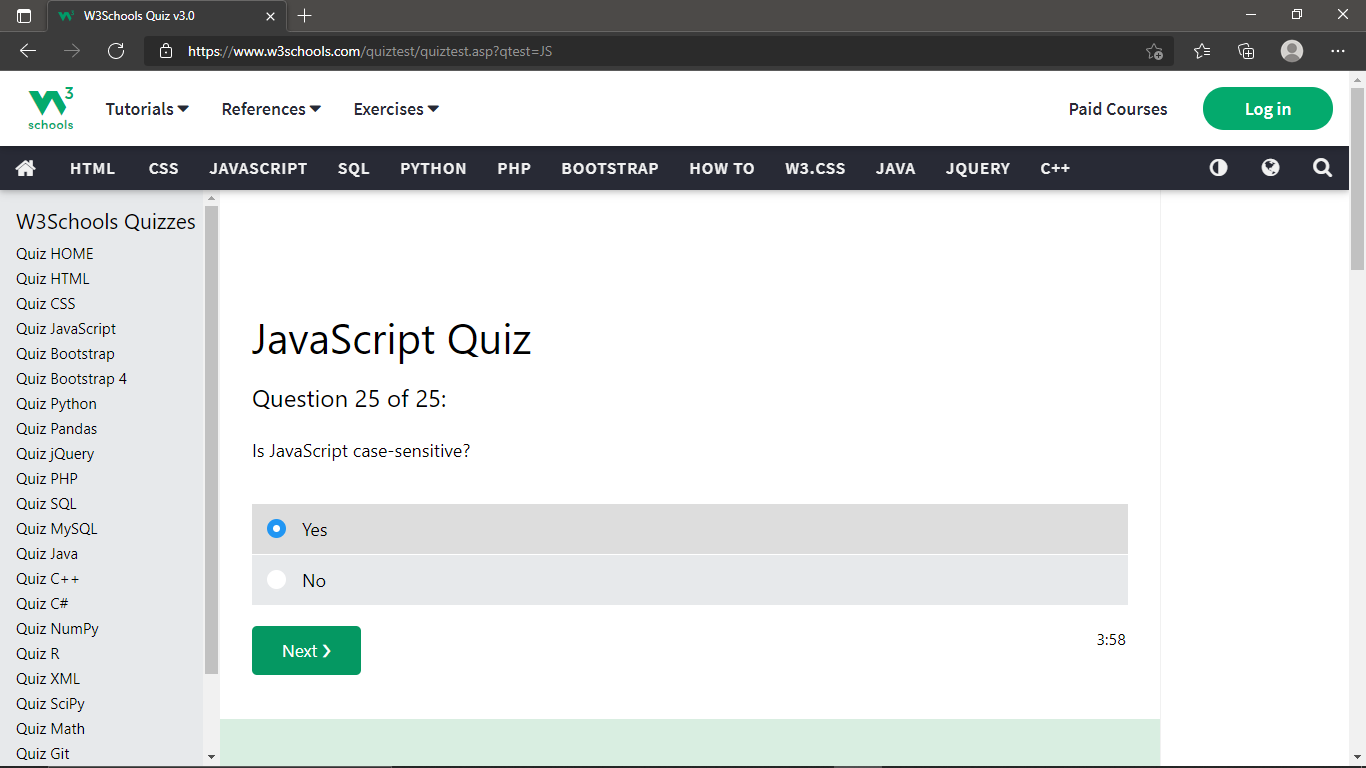 W3Schools Quiz v3.0
https://www.w3schools.com/quiztest/quiztest.asp?qtest=JS
W3 schools
Tutorials
References
Exercises
Paid Courses
Log in
HTML CSS JAVASCRIPT SQL PYTHON PHP BOOTSTRAP HOW TO W3.CSS JAVA JQUERY C++
W3Schools Quizzes
Quiz HOME
Quiz HTML
Quiz CSS
Quiz JavaScript
Quiz Bootstrap
Quiz Bootstrap 4
Quiz Python
Quiz Pandas
Quiz jQuery
Quiz PHP
Quiz SQL
Quiz MySQL
Quiz Java
Quiz C++
Quiz C#
Quiz NumPy
Quiz R
Quiz XML
Quiz SciPy
Quiz Math
Quiz Git
JavaScript Quiz
Question 25 of 25:
Is JavaScript case-sensitive?
Yes
No
Next ❯
3:58